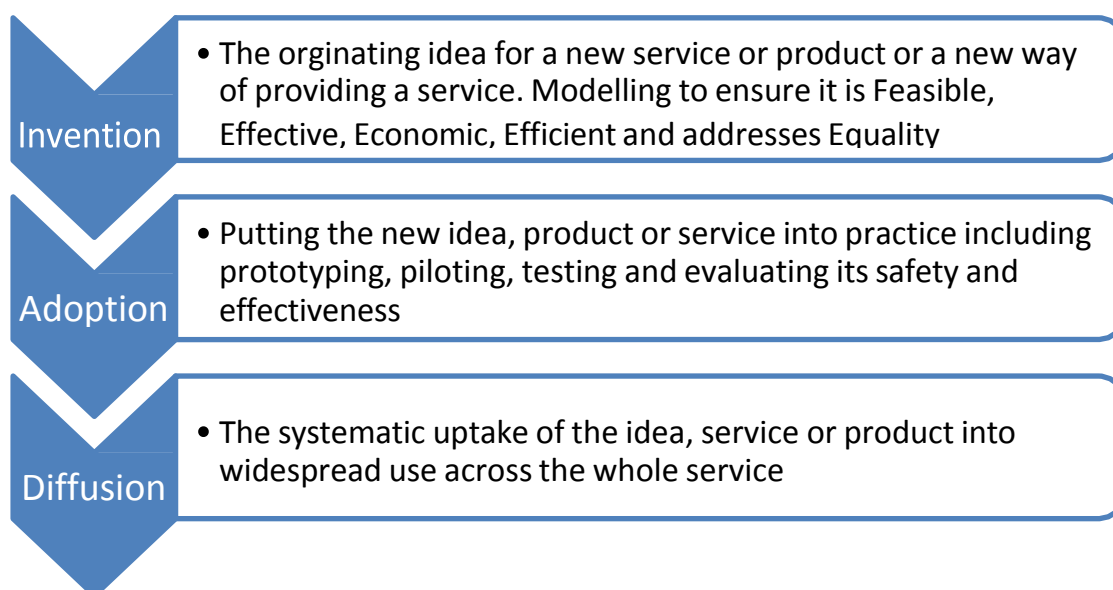 Invention
• The orginating idea for a new service or product or a new way
of providing a service. Modelling to ensure it is Feasible,
Effective, Economic, Efficient and addresses Equality
Adoption
• Putting the new idea, product or service into practice including
prototyping, piloting, testing and evaluating its safety and
effectiveness
Diffusion
• The systematic uptake of the idea, service or product into
widespread use across the whole service